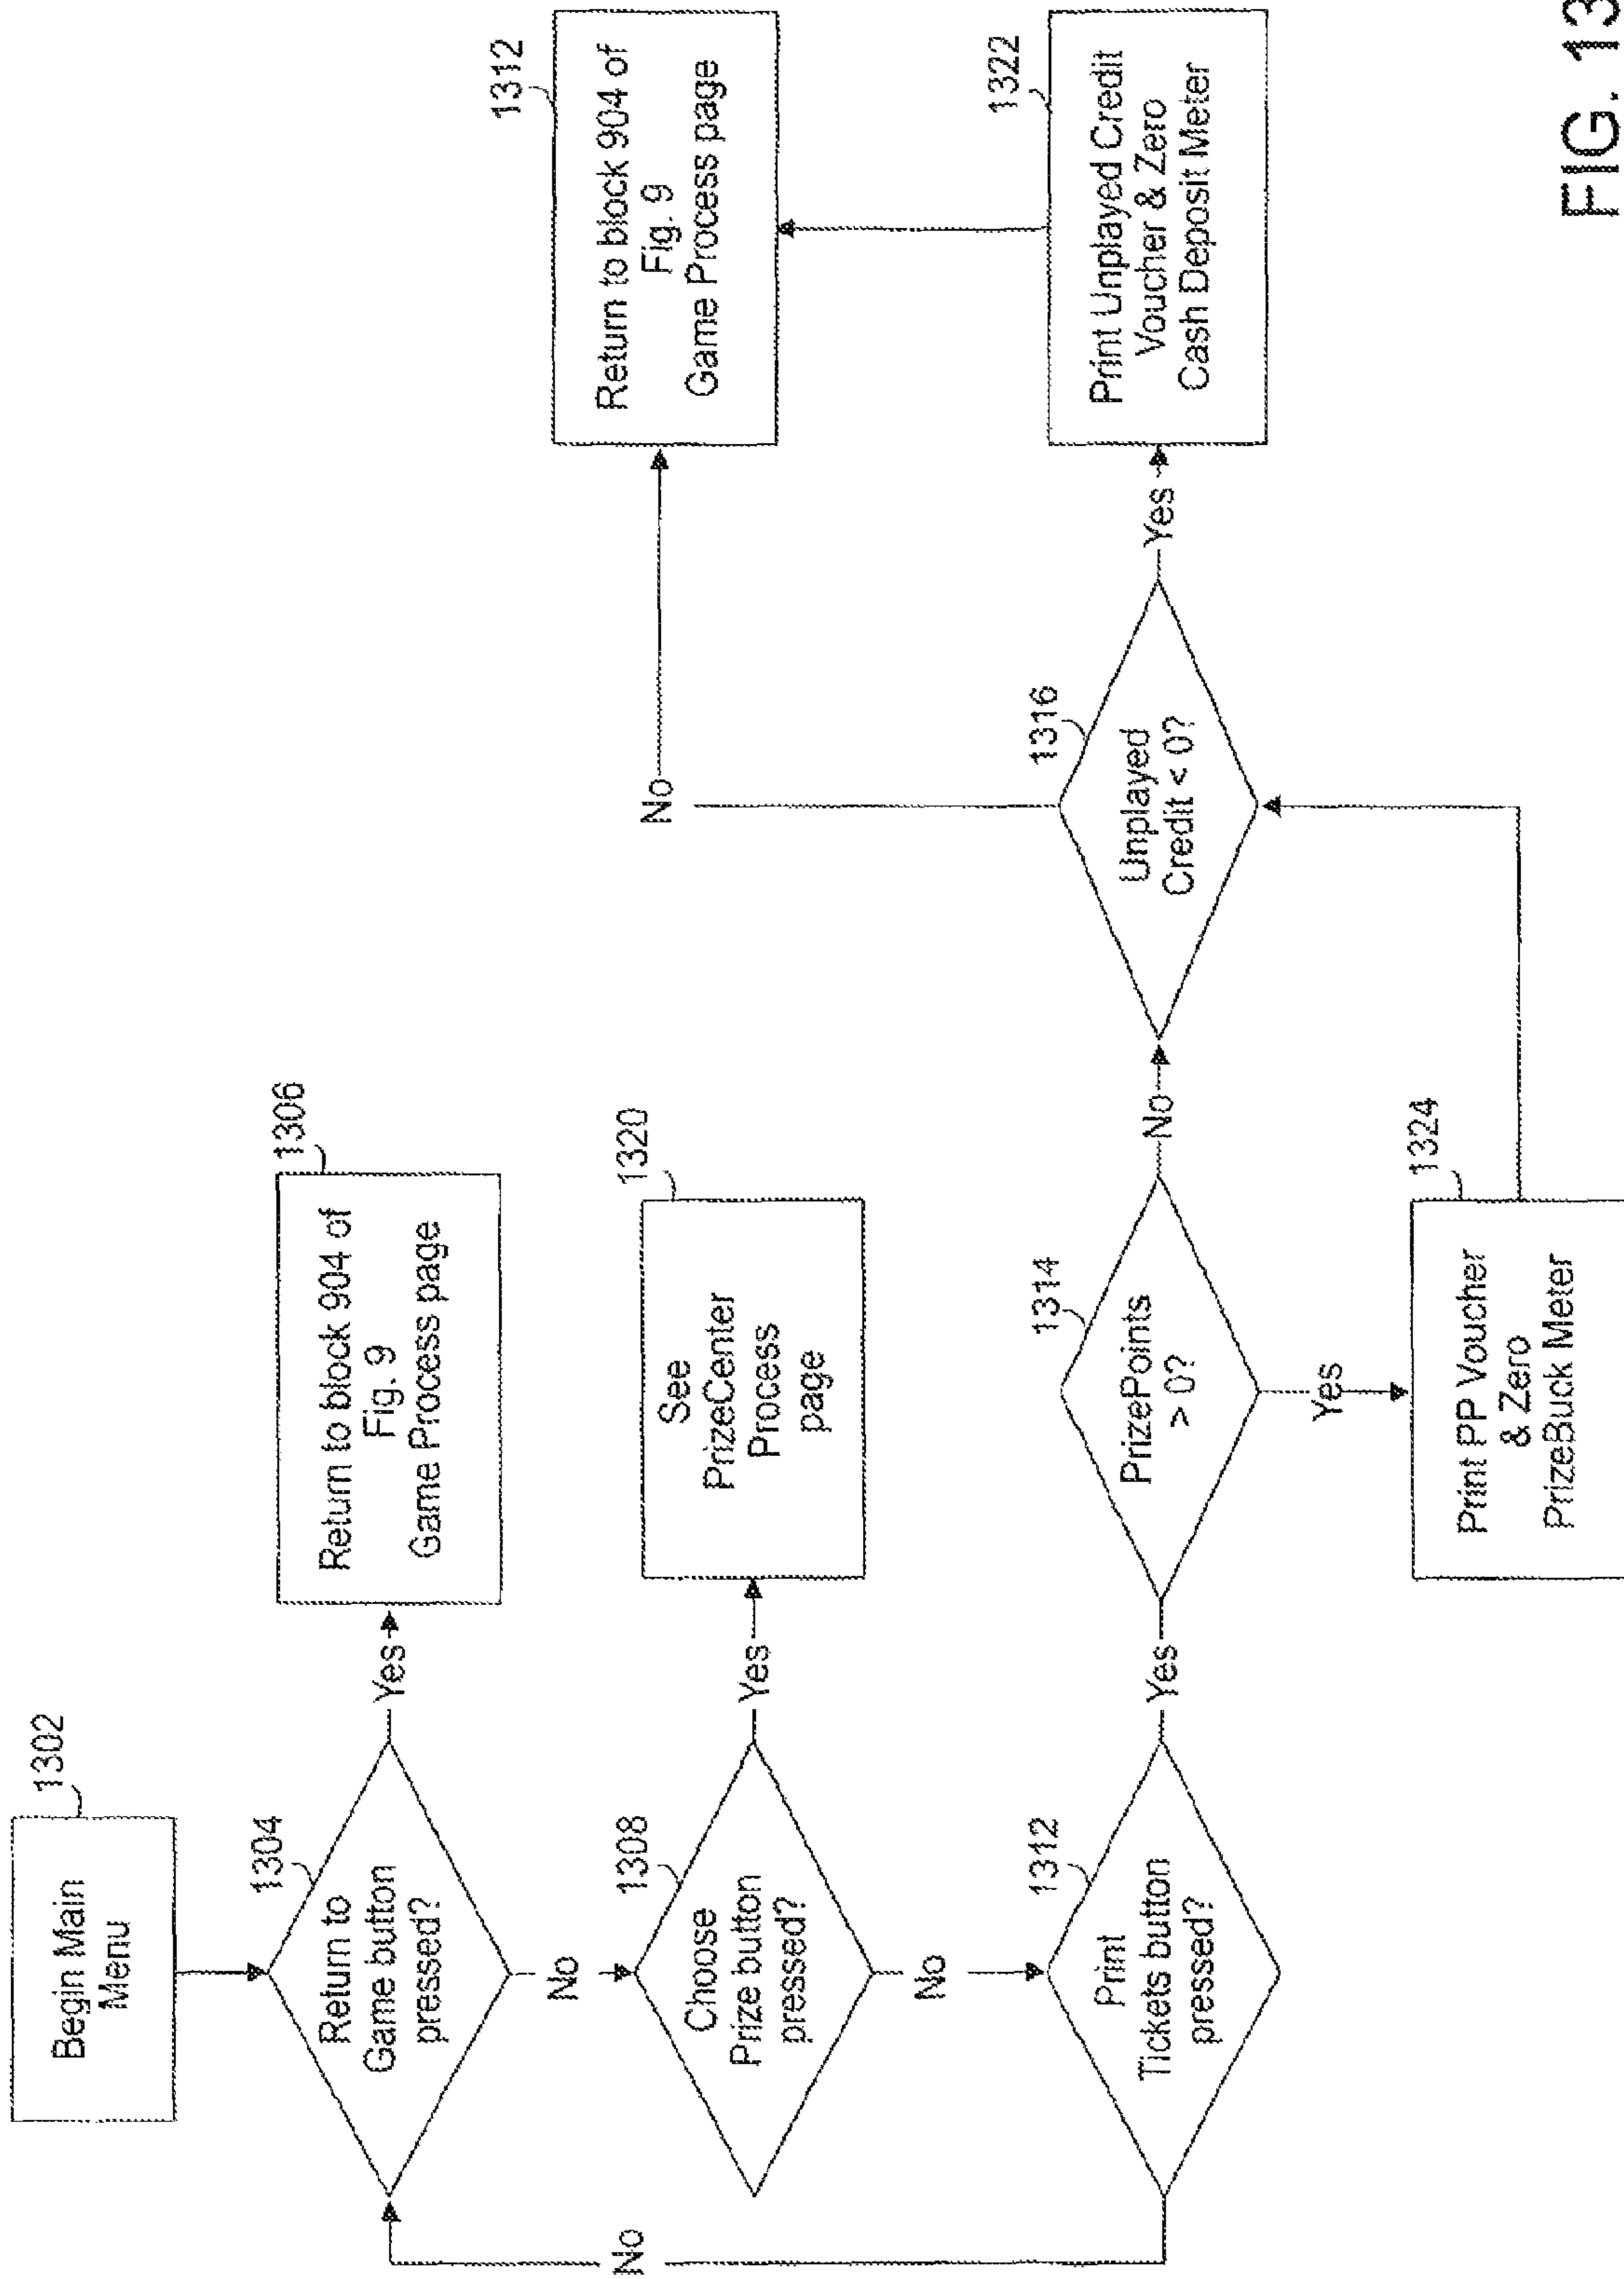 1302
Begin Main
Menu
1304
Return to
Game button
pressed?
Yes
1306
Return to block 904 of
Fig. 9
Game Process page
No
1308
Choose
Prize button
pressed?
Yes
1320
See
PrizeCenter
Process
page
No
1312
Print
Tickets button
pressed?
No
Yes
1314
PrizePoints
> 0?
Yes
1324
Print PP Voucher
& Zero
PrizeBuck Meter
No
1316
Unplayed
Credit < 0?
No
1312
Return to block 904 of
Fig. 9
Game Process page
Yes
1322
Print Unplayed Credit
Voucher & Zero
Cash Deposit Meter
FIG. 13